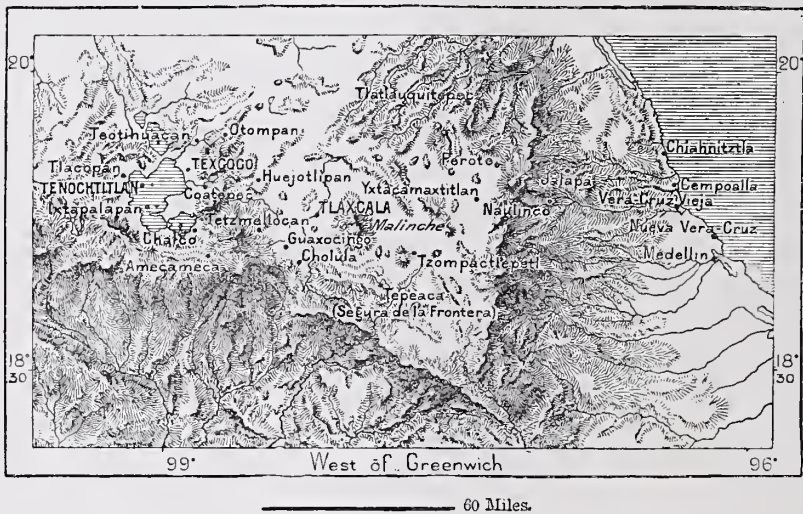 20°
20°
Tlatlauquitepec
Teotihuacan
Otompan
Chiahnitztla
Tlacopan
TEXCOCO
Perote
Huejotlipan
Jalapa
TENOCHTITLAN
Coatepec
Yxtacamaxtitlan
Cempoalla
Ixtapalapan
TLAXCALA
Naulinco
Vera-Cruz Vieja
Tetzmellocan
Malinche
Nueva Vera-Cruz
Chalco
Guaxocingo
Cholula
Tzompactlepetl
Medellin
Amecameca
Tepeaca
(Segura de la Frontera)
18°
30
18°
30
99°
West of Greenwich
96°
60 Miles.